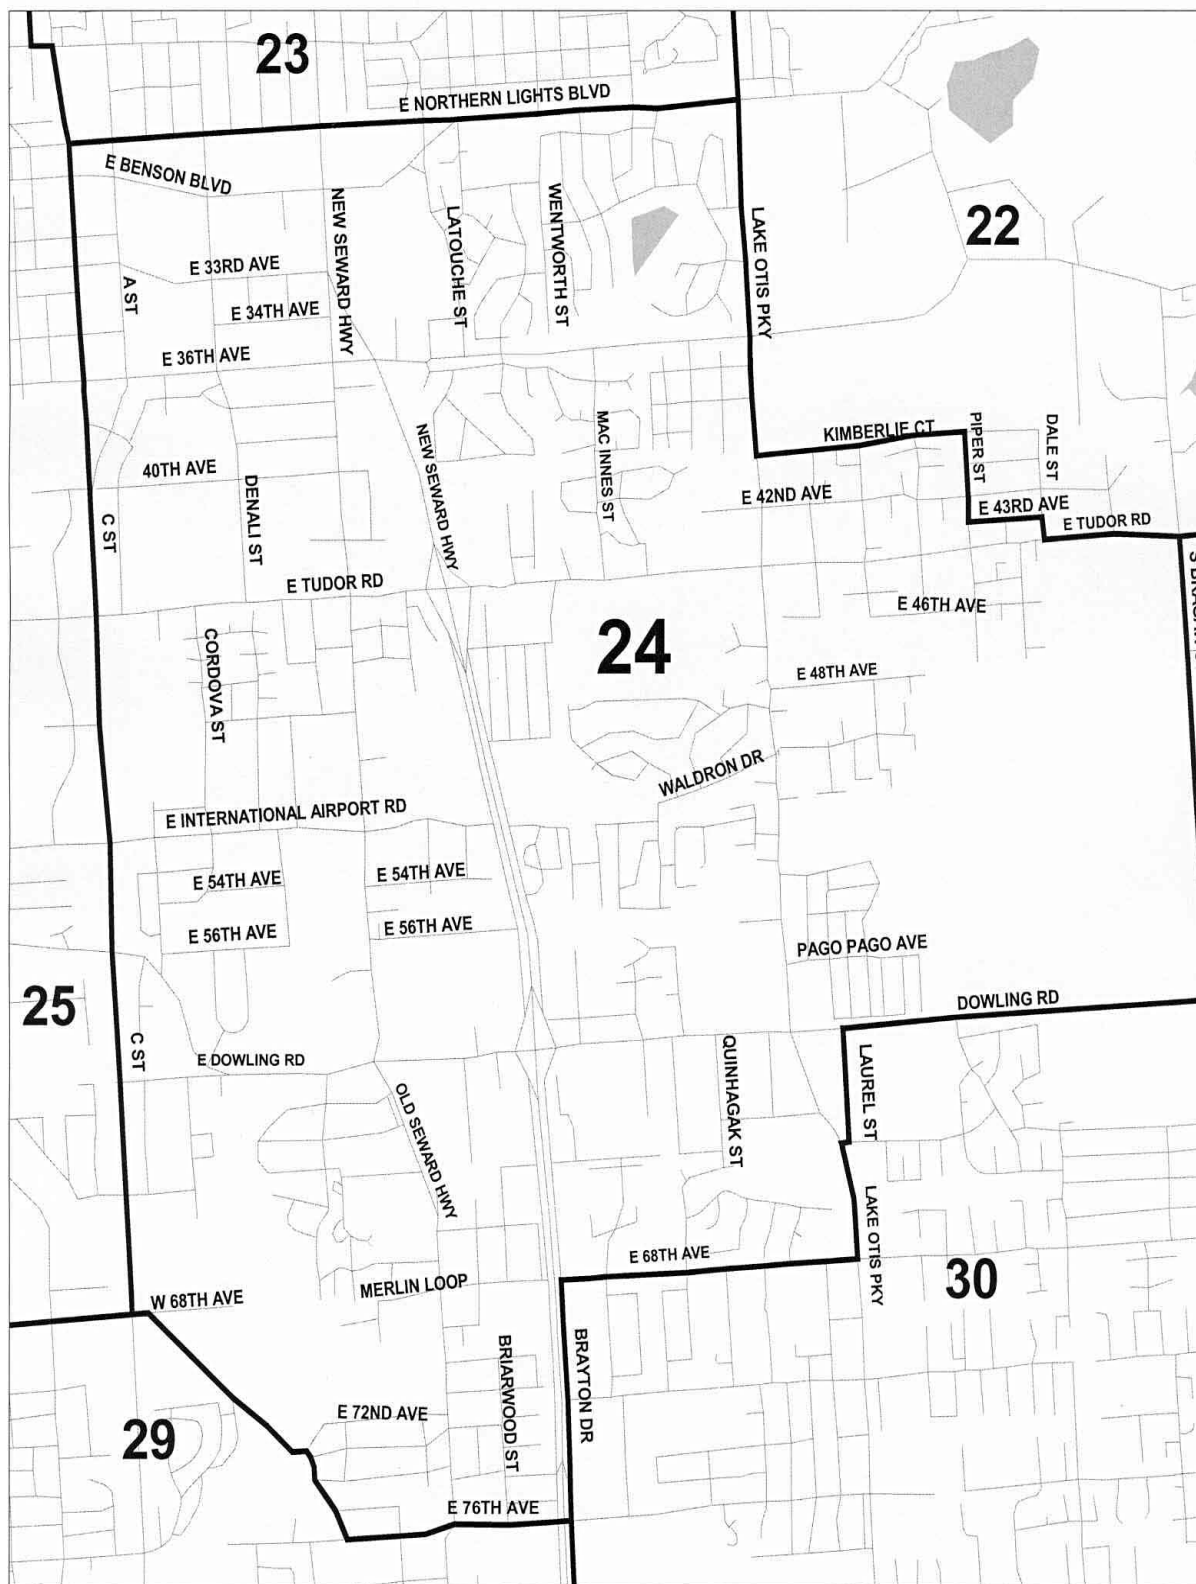 23
E NORTHERN LIGHTS BLVD
E BENSON BLVD
NEW SEWARD HWY
LATOUCHE ST
WENTWORTH ST
LAKE OTIS PKY
22
E 33RD AVE
A ST
E 34TH AVE
E 36TH AVE
MAC INNES ST
KIMBERLIE CT
PIPER ST
DALE ST
NEW SEWARD HWY
40TH AVE
DENALI ST
E 42ND AVE
E 43RD AVE
E TUDOR RD
C ST
E TUDOR RD
E 46TH AVE
24
CORDOVA ST
E 48TH AVE
WALDRON DR
E INTERNATIONAL AIRPORT RD
E 54TH AVE
E 54TH AVE
E 56TH AVE
E 56TH AVE
PAGO PAGO AVE
25
DOWLING RD
C ST
E DOWLING RD
QUINHAGAK ST
LAUREL ST
OLD SEWARD HWY
LAKE OTIS PKY
E 68TH AVE
30
MERLIN LOOP
W 68TH AVE
BRIARWOOD ST
BRAYTON DR
E 72ND AVE
29
E 76TH AVE